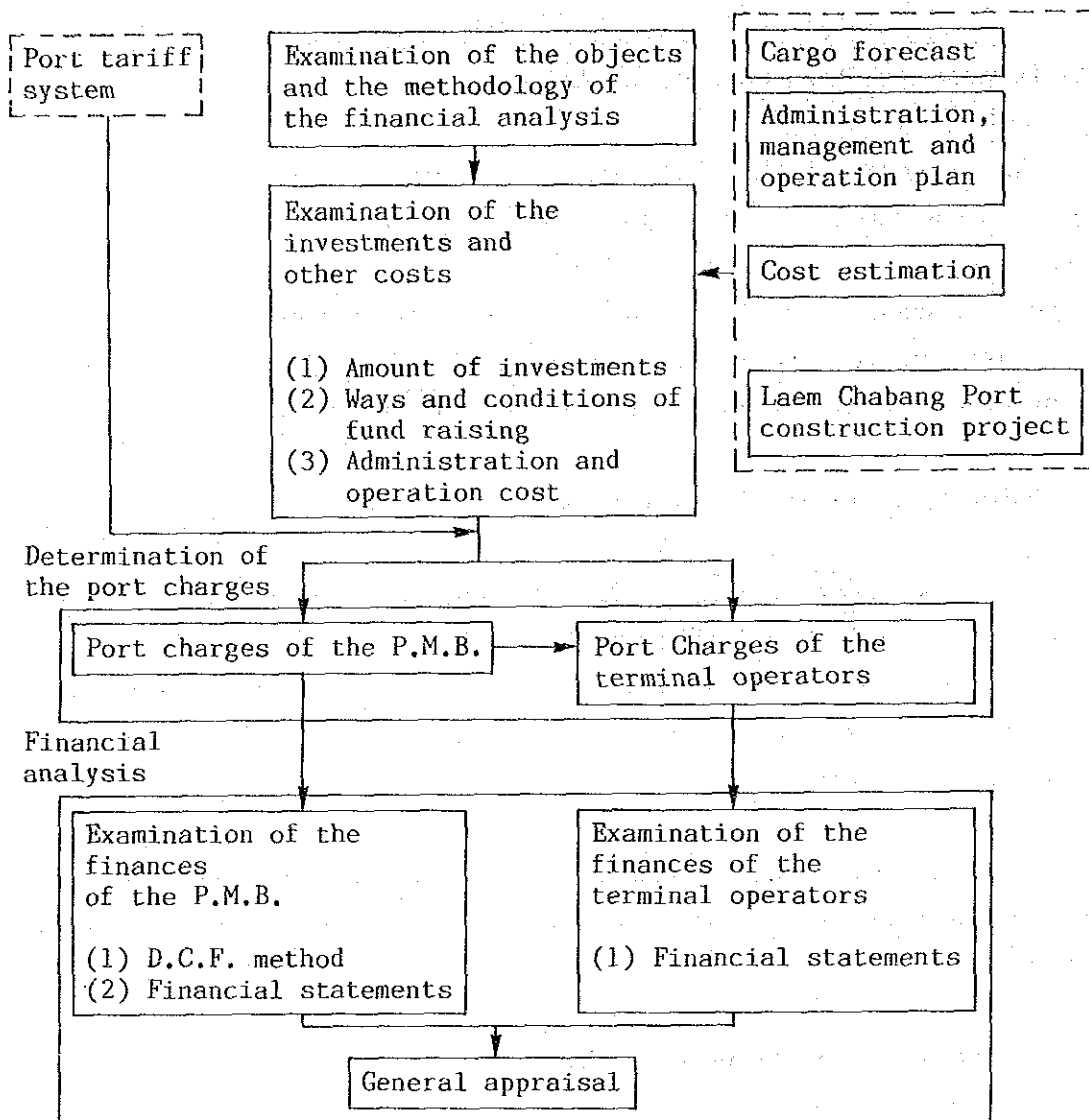 Port tariff
system
Examination of the objects
and the methodology of
the financial analysis
Cargo forecast
Administration,
management and
operation plan
Cost estimation
Laem Chabang Port
construction project
Examination of the
investments and
other costs
(1) Amount of investments
(2) Ways and conditions of
fund raising
(3) Administration and
operation cost
Determination of
the port charges
Port charges of the P.M.B.
Port Charges of the
terminal operators
Financial
analysis
Examination of the
finances
of the P.M.B.
(1) D.C.F. method
(2) Financial statements
Examination of the
finances of the
terminal operators
(1) Financial statements
General appraisal